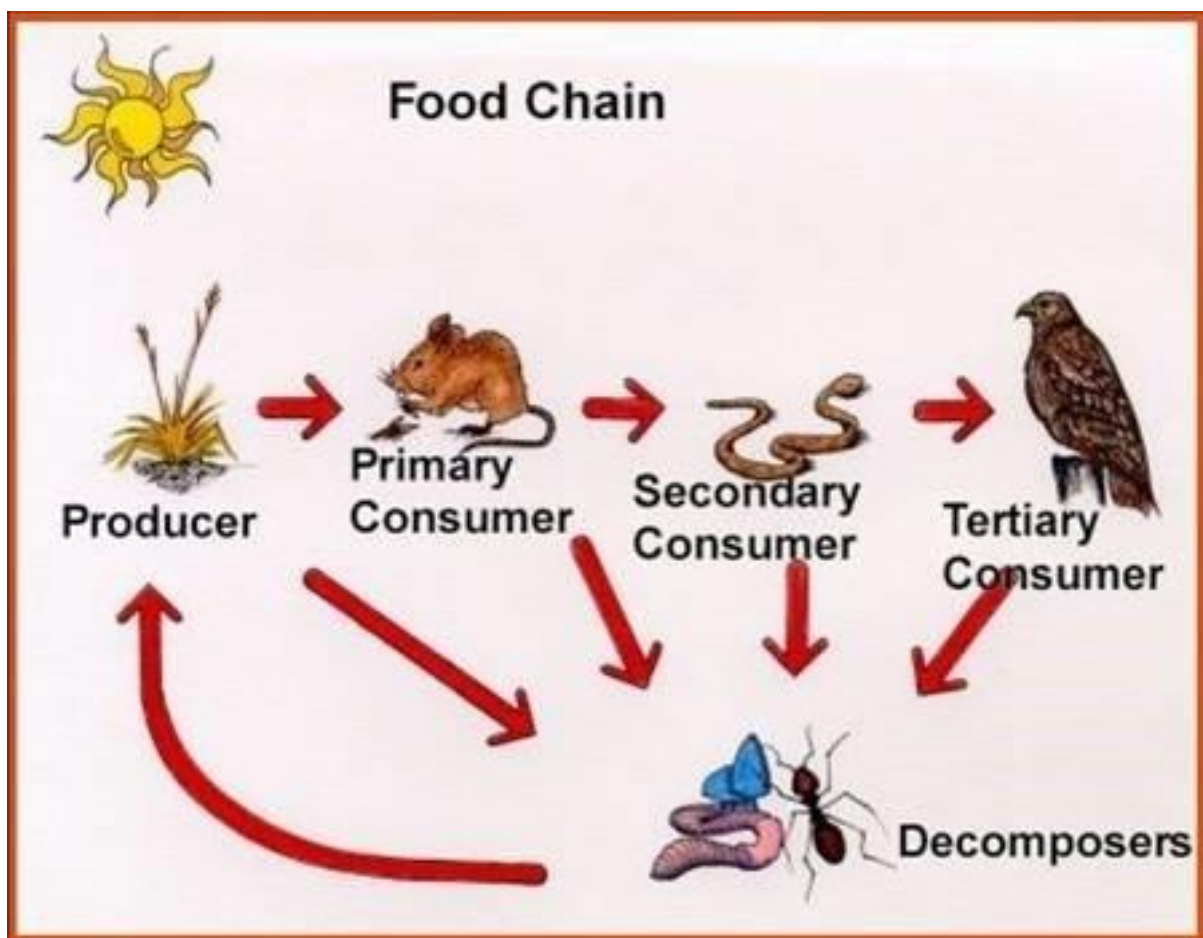 Food Chain
Producer
Primary
Consumer
Secondary
Consumer
Tertiary
Consumer
Decomposers